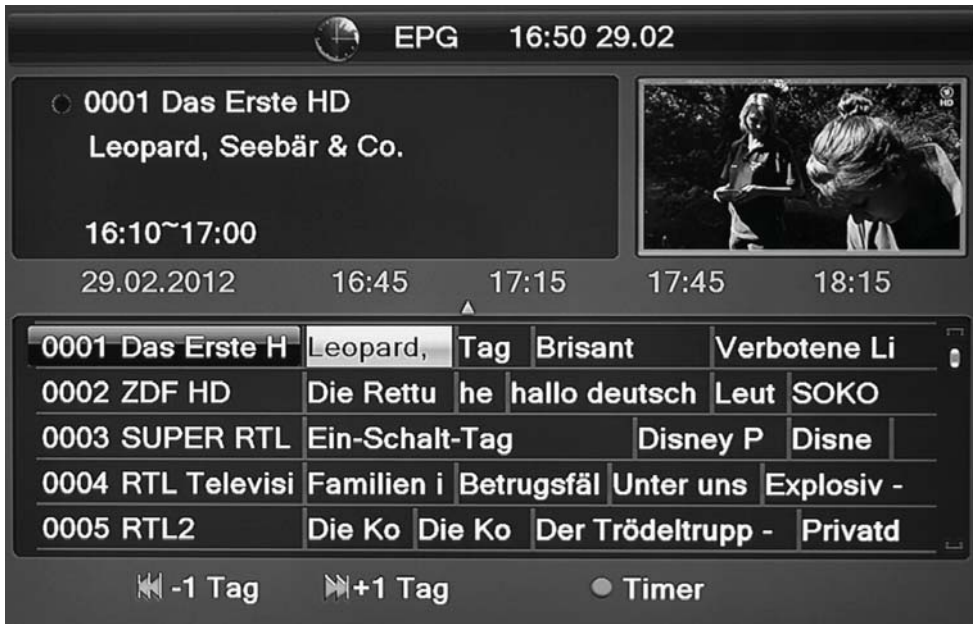 EPG 16:50 29.02
0001 Das Erste HD
Leopard, Seebär & Co.
16:10~17:00
HD
29.02.2012 16:45 17:15 17:45 18:15
0001 Das Erste H Leopard, Tag Brisant Verbotene Li
0002 ZDF HD Die Rettu he hallo deutsch Leut SOKO
0003 SUPER RTL Ein-Schalt-Tag Disney P Disne
0004 RTL Televisi Familien i Betrugsfäl Unter uns Explosiv -
0005 RTL2 Die Ko Die Ko Der Trödeltrupp - Privatd
-1 Tag +1 Tag Timer